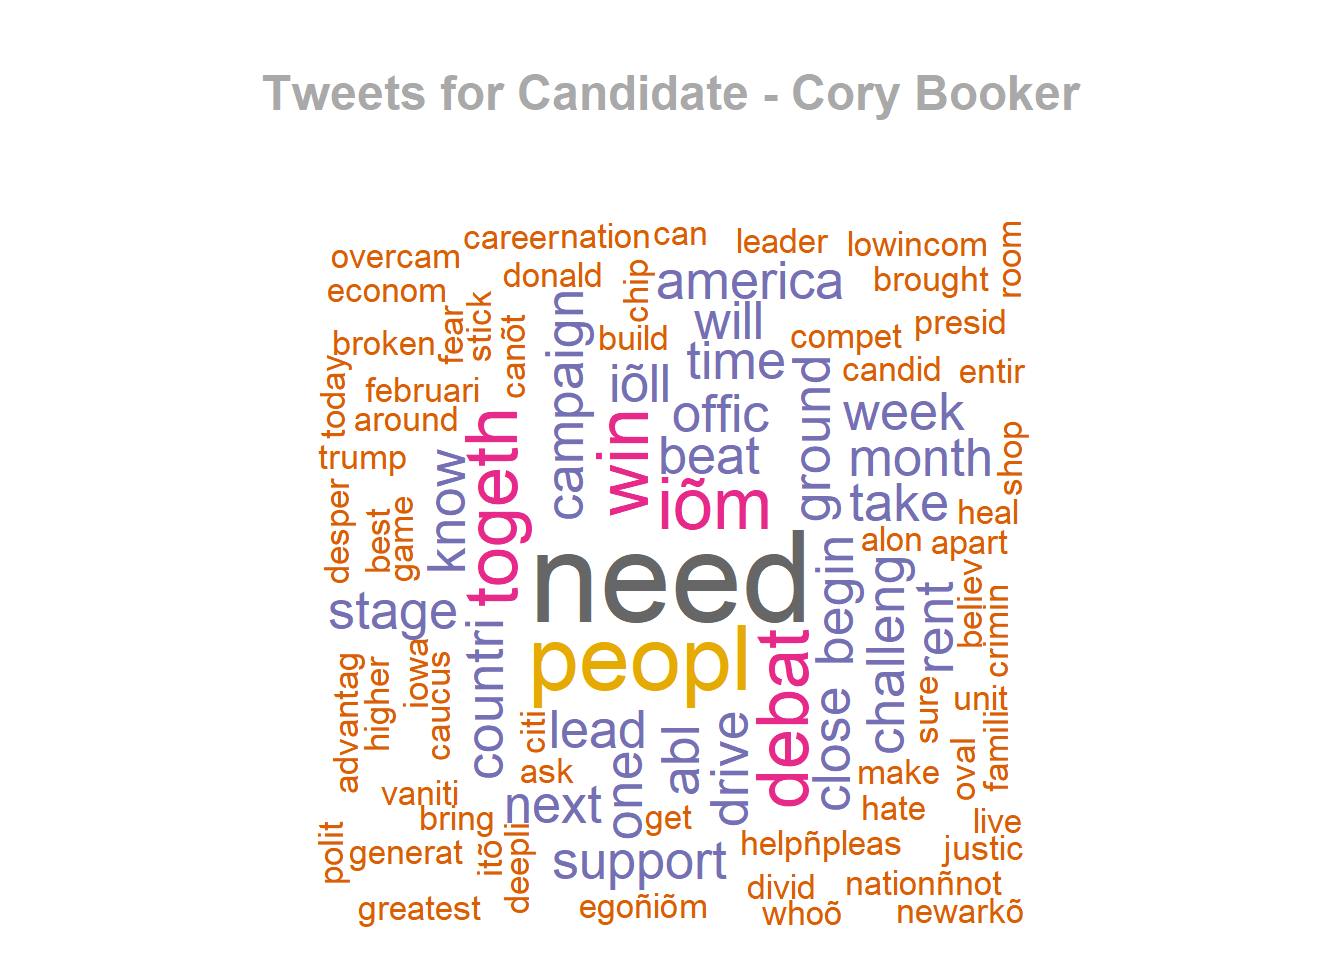 Tweets for Candidate - Cory Booker
careernation
can
leader
lowincom
room
overcam
donald
chip
america
brought
econom
fear
stick
canõt
campaign
build
will
compet
presid
broken
time
today
februari
iõll
ground
candid
entir
around
offic
week
trump
know
togeth
win
beat
month
shop
desper
best
game
iõm
take
heal
need
begin
alon
apart
stage
challeng
rent
believ
crimin
countri
peopl
debat
advantag
higher
iowa
caucus
close
sure
unit
citi
lead
abl
drive
oval
famili
ask
one
make
vaniti
next
hate
bring
get
live
polit
generat
itõ
deepli
support
helpñpleas
justic
divid
nationñnot
greatest
egoñiõm
whoõ
newarkõ